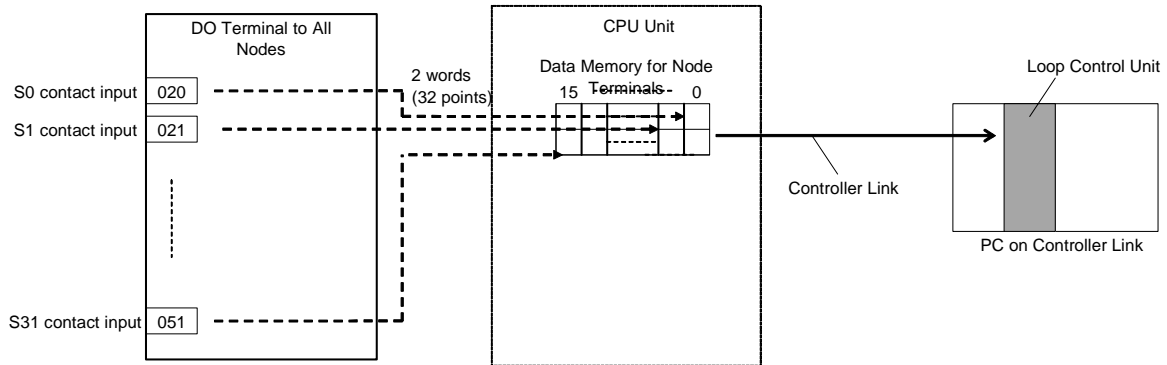 DO Terminal to All
Nodes
CPU Unit
S0 contact input
020
2 words
(32 points)
Data Memory for Node
Terminals
15
0
Loop Control Unit
S1 contact input
021
Controller Link
PC on Controller Link
S31 contact input
051